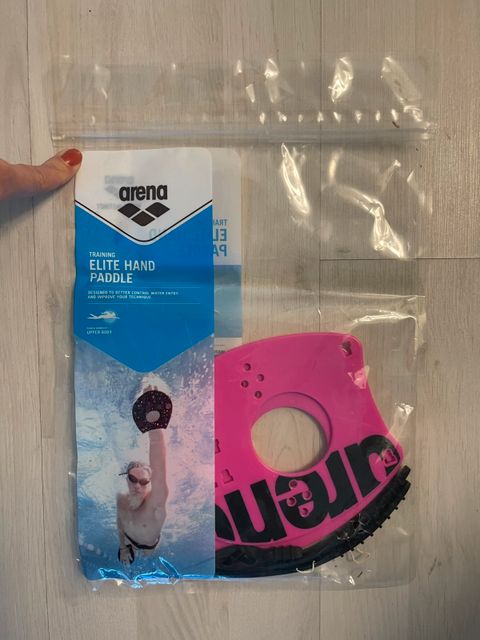 arena
TRAINING
ELITE HAND
PADDLE
DESIGNED TO BETTER CONTROL WATER ENTRY
AND IMPROVE YOUR TECHNIQUE
UPPER BODY
arena